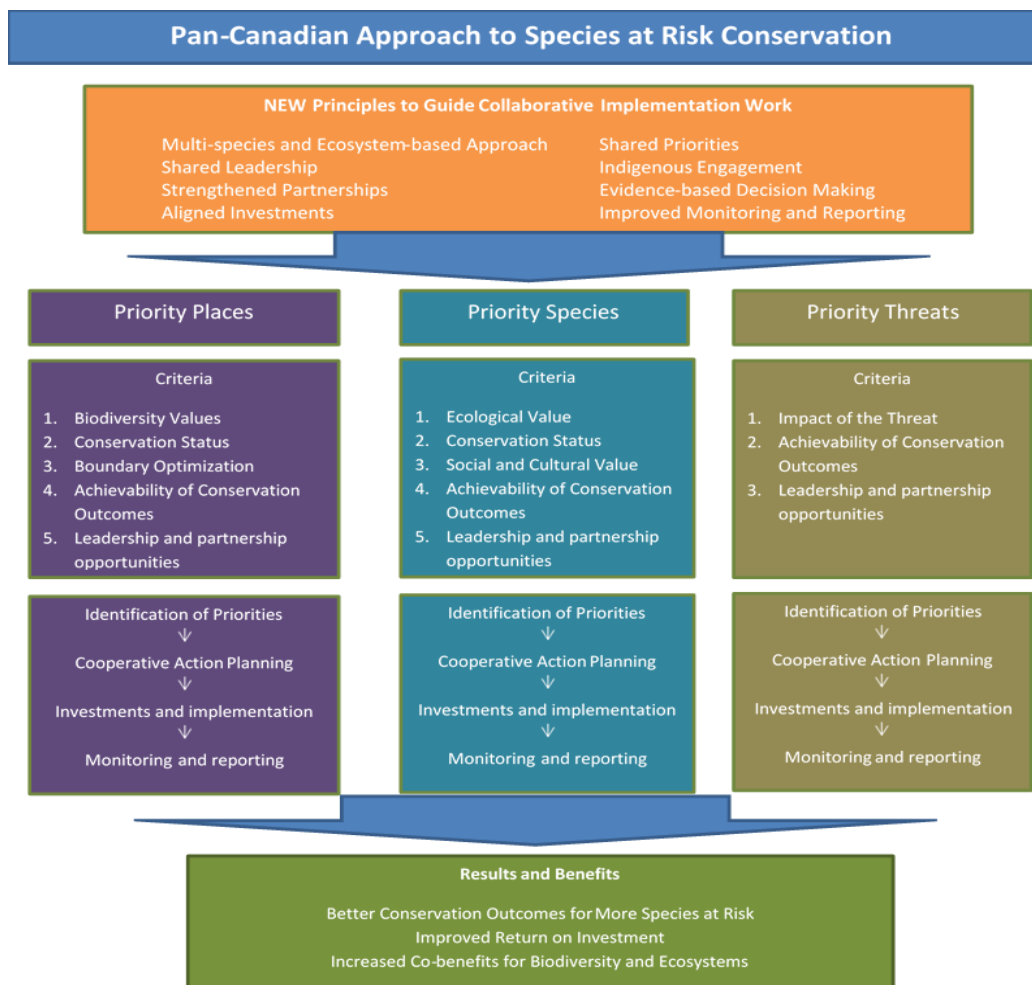 Pan-Canadian Approach to Species at Risk Conservation
NEW Principles to Guide Collaborative Implementation Work
Multi-species and Ecosystem-based Approach
Shared Leadership
Strengthened Partnerships
Aligned Investments
Shared Priorities
Indigenous Engagement
Evidence-based Decision Making
Improved Monitoring and Reporting
Priority Places
Criteria
1. Biodiversity Values
2. Conservation Status
3. Boundary Optimization
4. Achievability of Conservation
Outcomes
5. Leadership and partnership
opportunities
Identification of Priorities
↓
Cooperative Action Planning
↓
Investments and implementation
↓
Monitoring and reporting
Priority Species
Criteria
1. Ecological Value
2. Conservation Status
3. Social and Cultural Value
4. Achievability of Conservation
Outcomes
5. Leadership and partnership
opportunities
Identification of Priorities
↓
Cooperative Action Planning
↓
Investments and implementation
↓
Monitoring and reporting
Priority Threats
Criteria
1. Impact of the Threat
2. Achievability of Conservation
Outcomes
3. Leadership and partnership
opportunities
Identification of Priorities
↓
Cooperative Action Planning
↓
Investments and implementation
↓
Monitoring and reporting
Results and Benefits
Better Conservation Outcomes for More Species at Risk
Improved Return on Investment
Increased Co-benefits for Biodiversity and Ecosystems